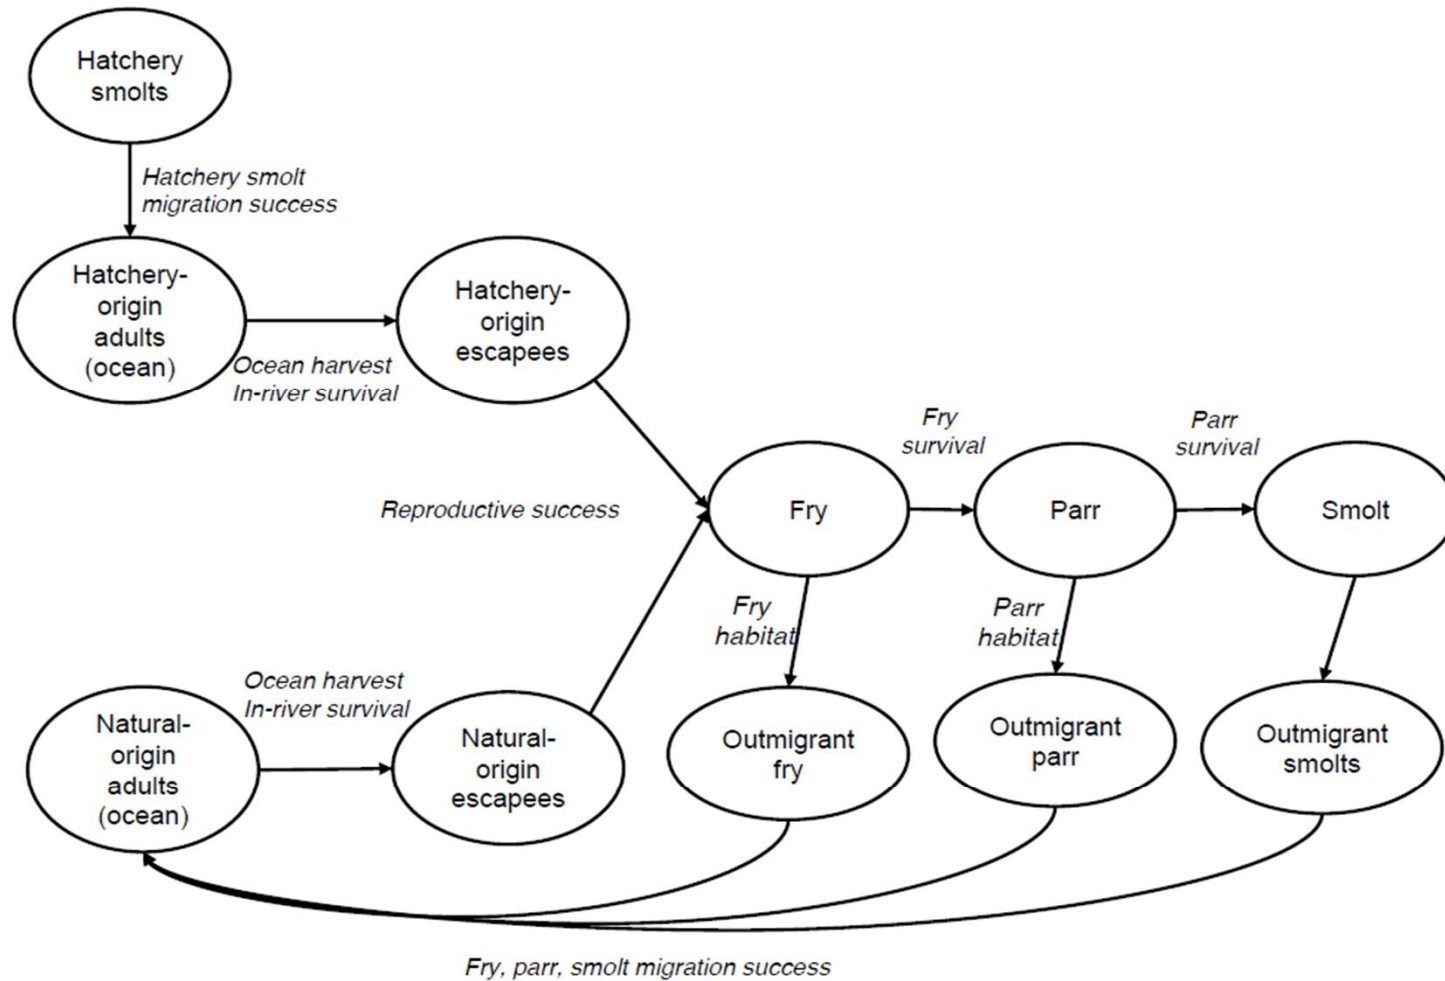 Hatchery
smolts
Hatchery smolt
migration success
Hatchery-
origin
adults
(ocean)
Ocean harvest
In-river survival
Hatchery-
origin
escapees
Reproductive success
Fry
Fry
survival
Parr
Parr
survival
Smolt
Fry
habitat
Parr
habitat
Natural-
origin
adults
(ocean)
Ocean harvest
In-river survival
Natural-
origin
escapees
Outmigrant
fry
Outmigrant
parr
Outmigrant
smolts
Fry, parr, smolt migration success